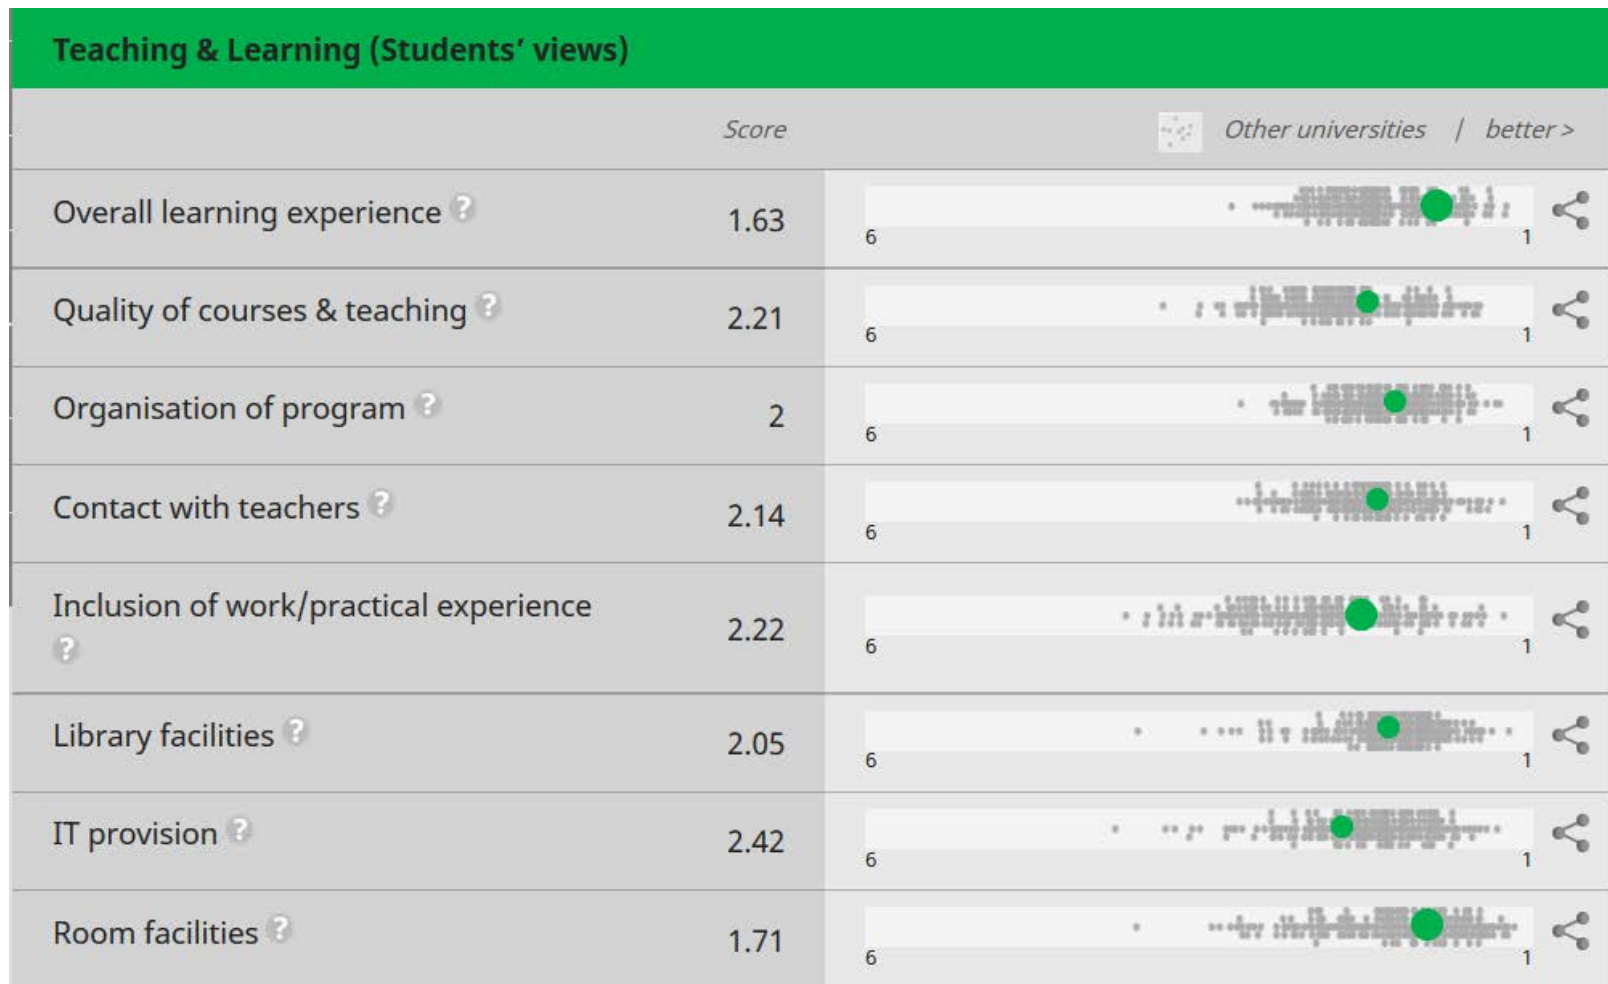 Teaching & Learning (Students’ views)
Score Other universities | better >
Overall learning experience ? 1.63
6 1
Quality of courses & teaching ? 2.21
6 1
Organisation of program ? 2
6 1
Contact with teachers ? 2.14
6 1
Inclusion of work/practical experience
? 2.22
6 1
Library facilities ? 2.05
6 1
IT provision ? 2.42
6 1
Room facilities ? 1.71
6 1